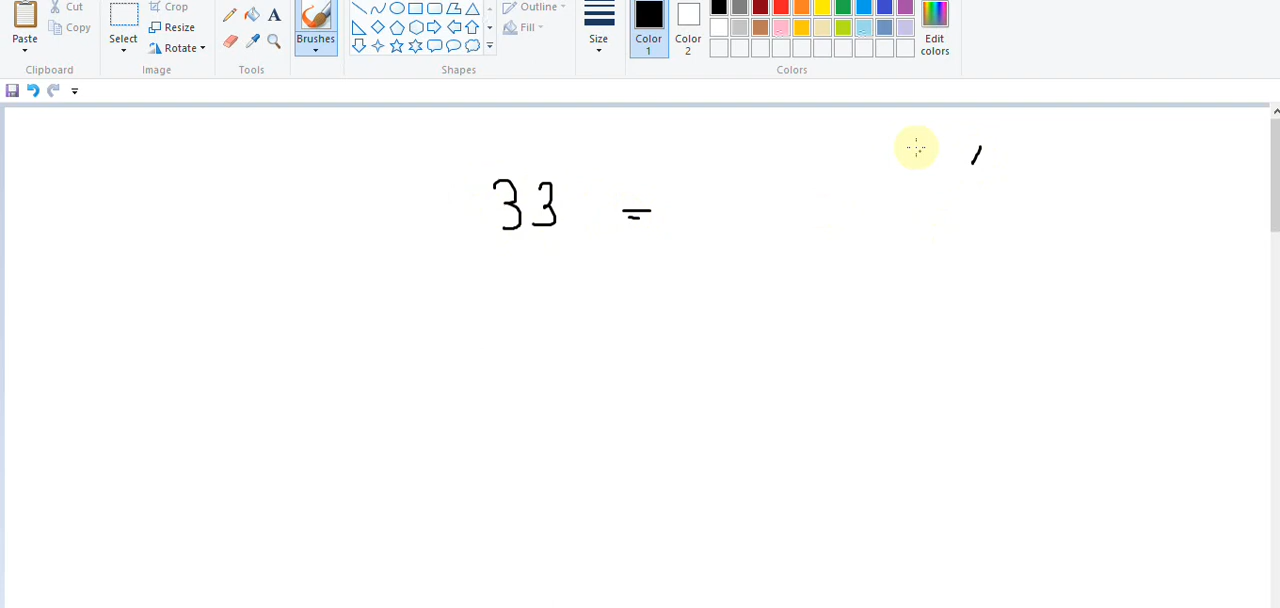 Paste
Cut
Copy
Clipboard
Select
Crop
Resize
Rotate
Image
A
Tools
Brushes
Shapes
Outline
Fill
Size
Color 1
Color 2
Edit colors
Colors
33 =